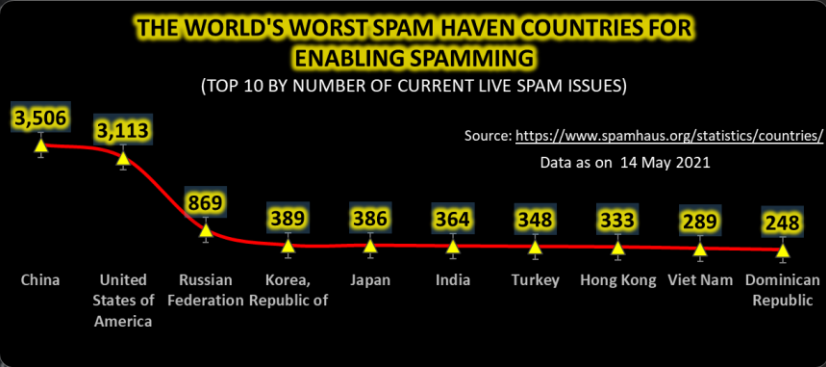 THE WORLD'S WORST SPAM HAVEN COUNTRIES FOR
ENABLING SPAMMING
(TOP 10 BY NUMBER OF CURRENT LIVE SPAM ISSUES)
Source: https://www.spamhaus.org/statistics/countries/
Data as on 14 May 2021
3,506 3,113 869 389 386 364 348 333 289 248
China United Russian Korea, Japan India Turkey Hong Kong Viet Nam Dominican
States of Federation Republic of Republic
America